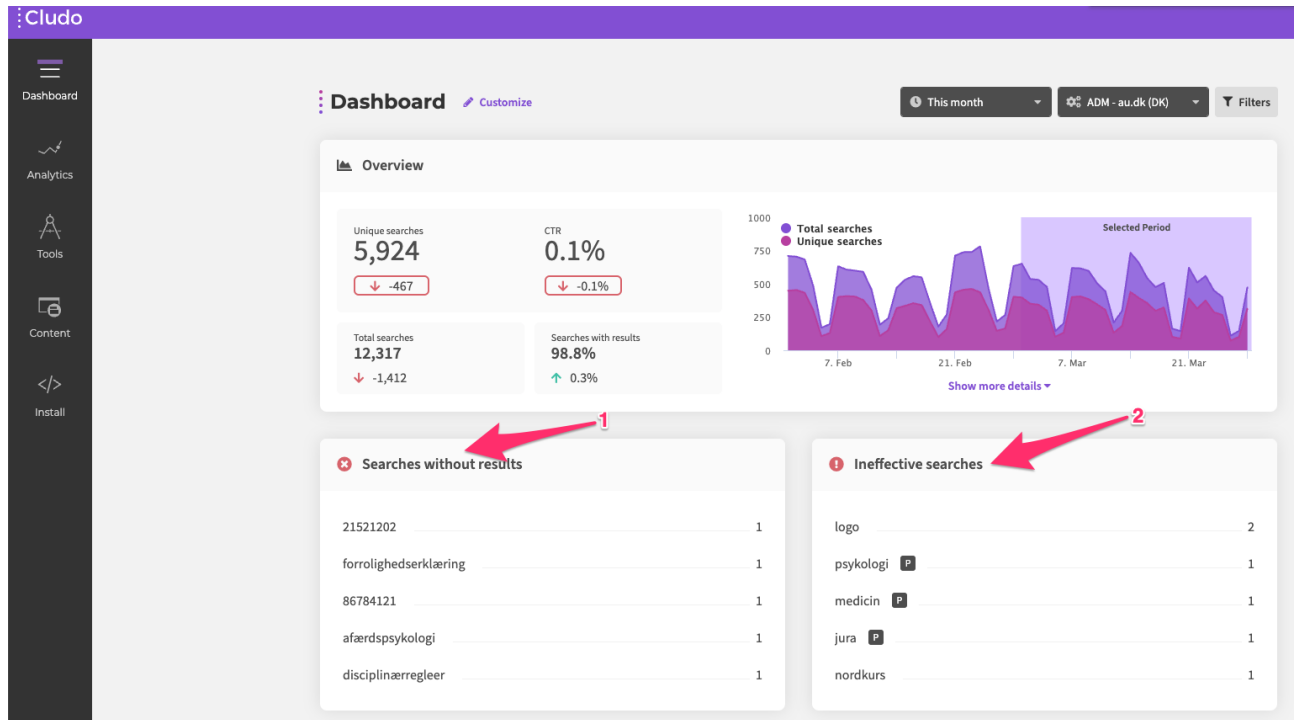 Cludo
Dashboard
Analytics
Tools
Content
Install
Dashboard Customize
This month ADM - au.dk (DK) Filters
Overview
Unique searches CTR
5,924 0.1%
-467 -0.1%
Total searches Searches with results
12,317 98.8%
-1,412 0.3%
Total searches
Unique searches
Selected Period
1000
750
500
250
0
7. Feb 21. Feb 7. Mar 21. Mar
Show more details
1
2
Searches without results
21521202 1
forrolighedserklæring 1
86784121 1
afærdspsykologi 1
disciplinærregleer 1
Ineffective searches
logo 2
psykologi P 1
medicin P 1
jura P 1
nordkurs 1